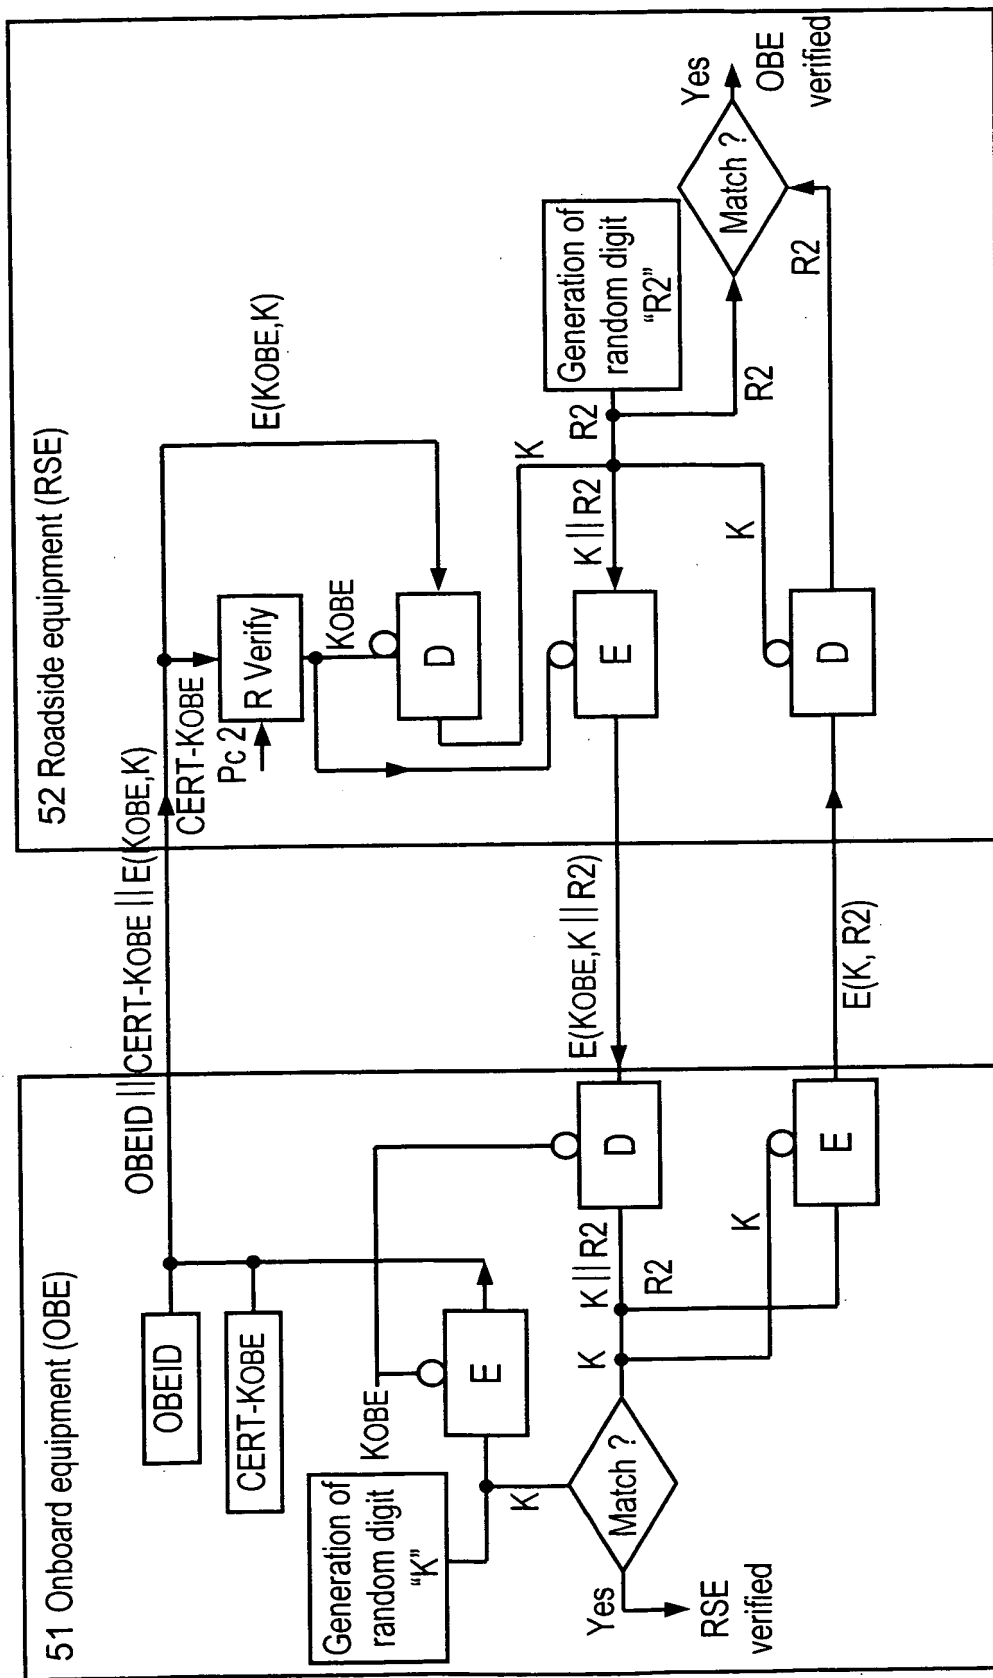 51 Onboard equipment (OBE)
OBEID
CERT-KOBE
Generation of
random digit
“K”
KOBE
E
K
Match ?
Yes
RSE
verified
K
K || R2
R2
D
K
E
OBEID || CERT-KOBE || E(KOBE,K)
E(KOBE,K || R2)
E(K, R2)
52 Roadside equipment (RSE)
CERT-KOBE
Pc 2
R Verify
KOBE
E(KOBE,K)
D
K
E
K || R2
R2
Generation of
random digit
“R2”
R2
K
D
R2
Match ?
Yes
OBE
verified